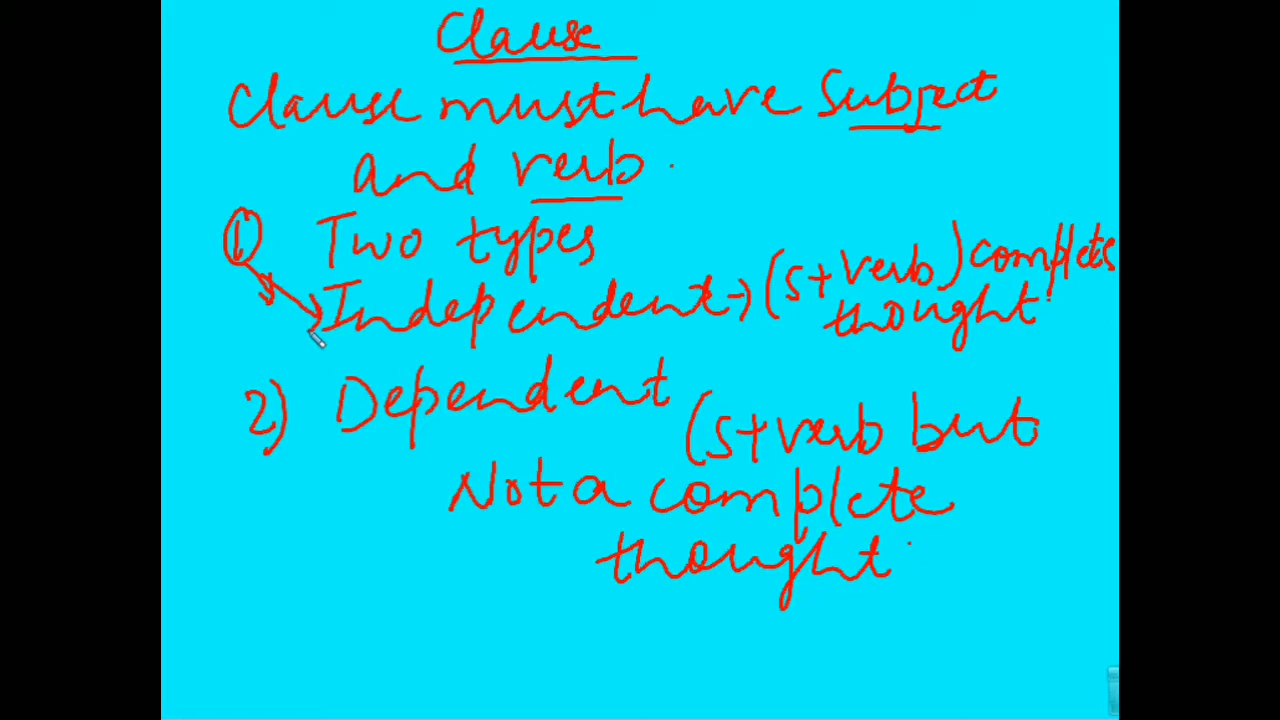 Clause
Clause must have Subject
and verb.
① Two types
Independent → (S+verb) complete
thought.
2) Dependent (S+verb but
Not a complete
thought.